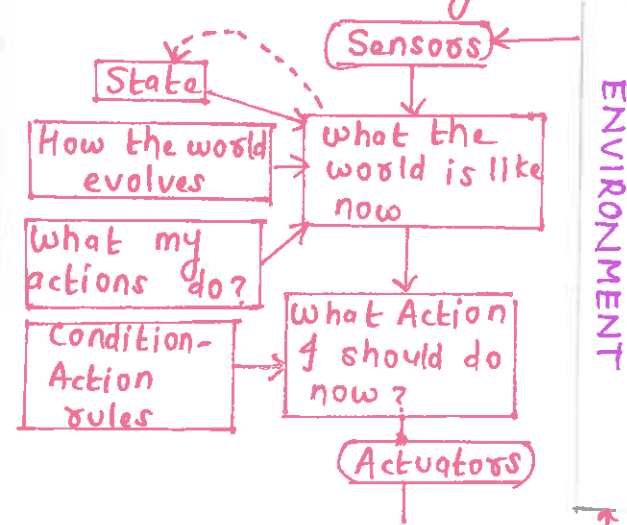 Sensors
State
How the world
evolves
what the
world is like
now
What my
actions do?
Condition-
Action
rules
What Action
I should do
now?
Actuators
ENVIRONMENT